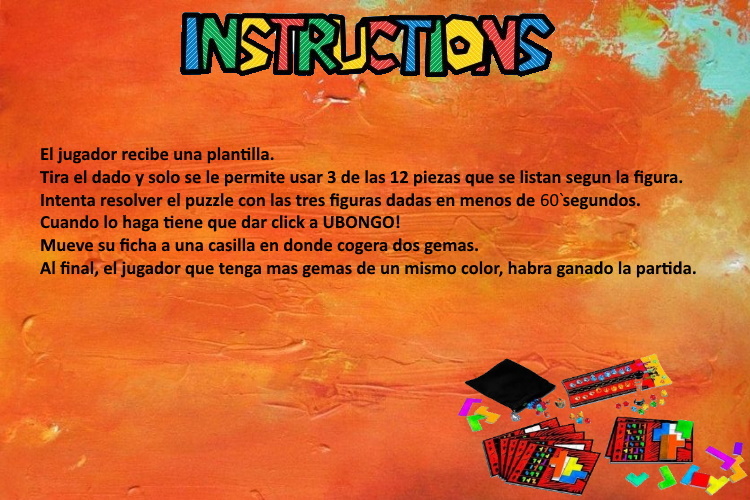 INSTRUCTIONS
El jugador recibe una plantilla.
Tira el dado y solo se le permite usar 3 de las 12 piezas que se listan segun la figura.
Intenta resolver el puzzle con las tres figuras dadas en menos de 60`segundos.
Cuando lo haga tiene que dar click a UBONGO!
Mueve su ficha a una casilla en donde cogera dos gemas.
Al final, el jugador que tenga mas gemas de un mismo color, habra ganado la partida.